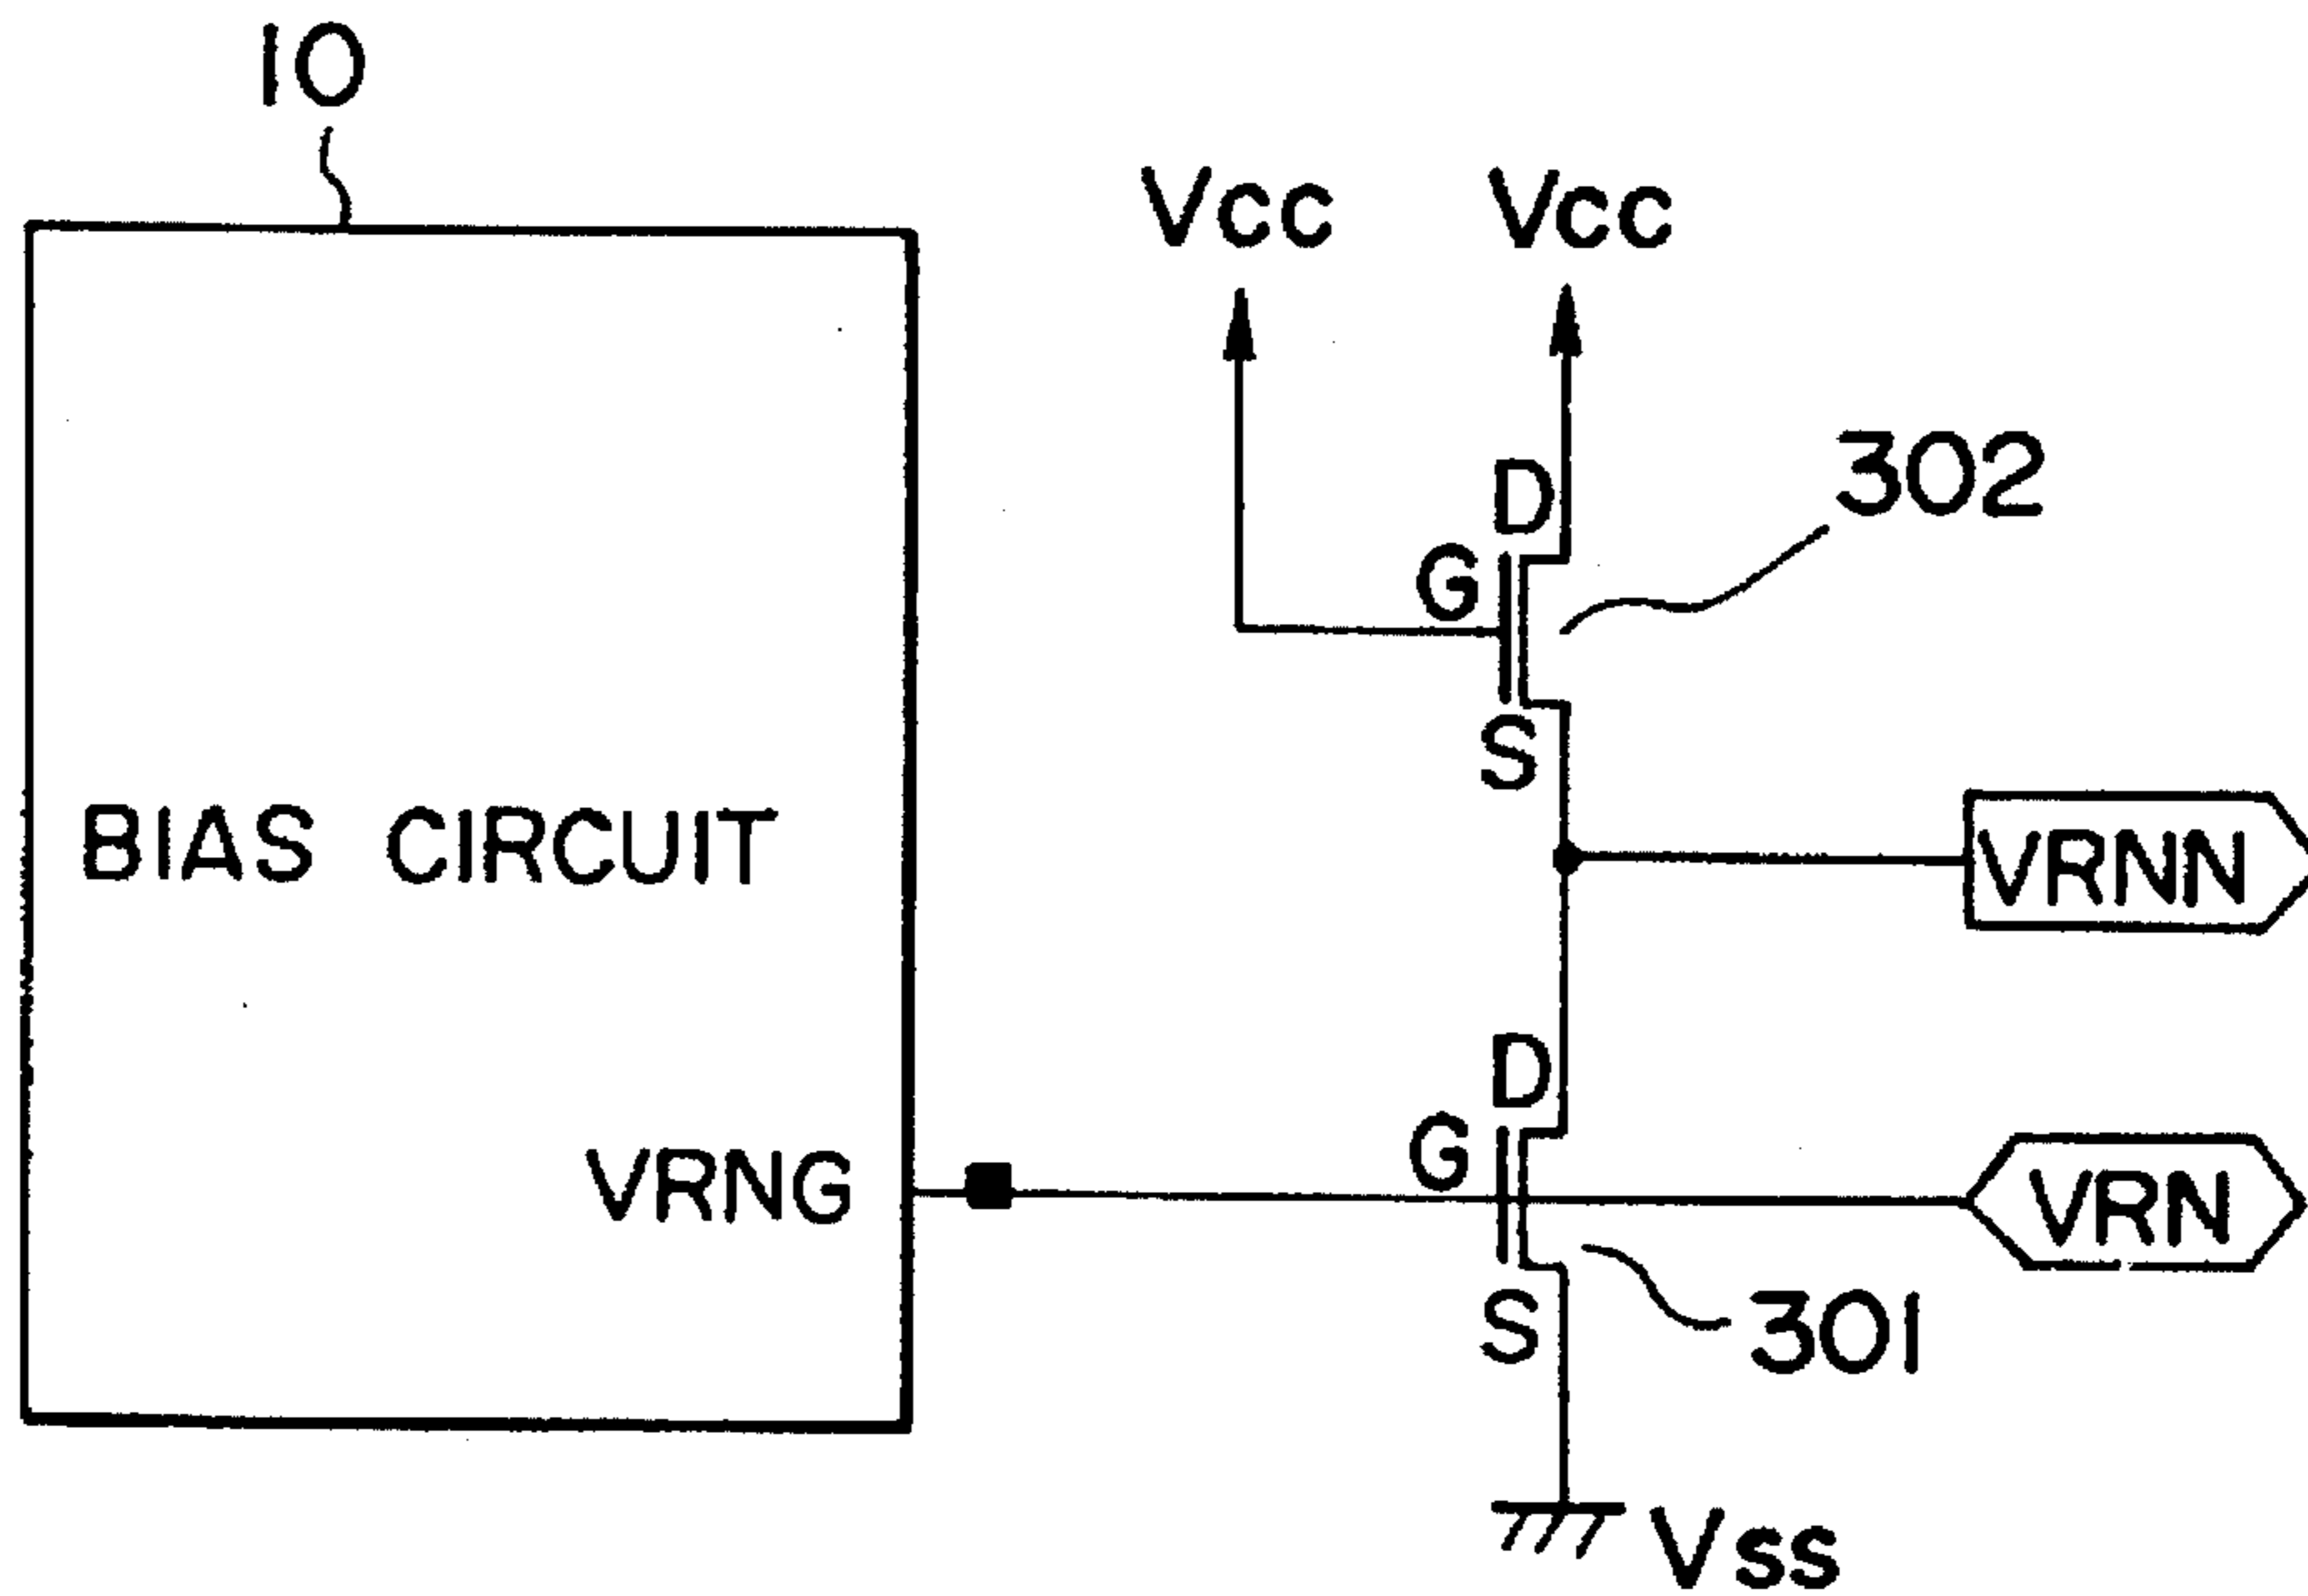 10
Vcc Vcc
302
D
G
S
BIAS CIRCUIT
VRNN
D
G
VRNG
VRN
S
301
Vss